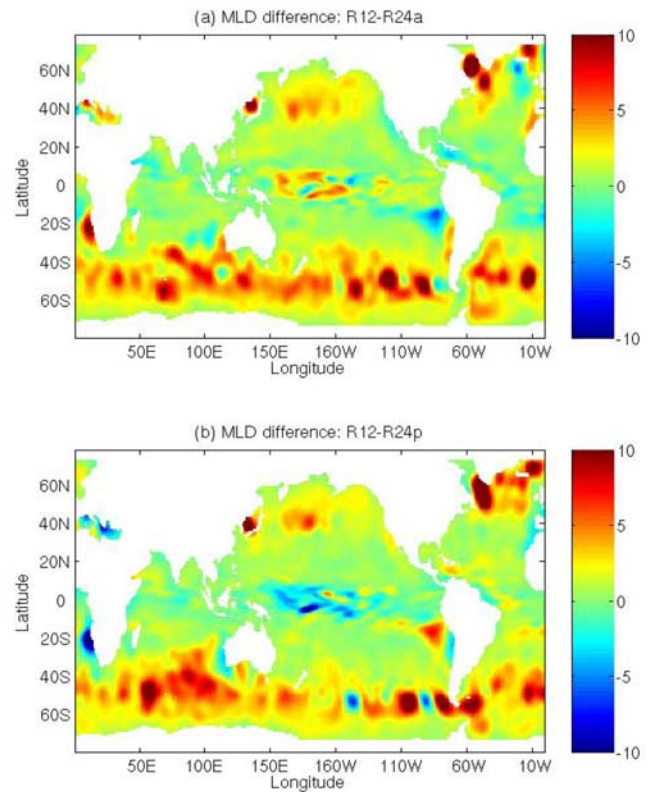 (a) MLD difference: R12-R24a
60N
40N
20N
0
20S
40S
60S
Latitude
50E 100E 150E 160W 110W 60W 10W
Longitude
10
5
0
-5
-10
(b) MLD difference: R12-R24p
60N
40N
20N
0
20S
40S
60S
Latitude
50E 100E 150E 160W 110W 60W 10W
Longitude
10
5
0
-5
-10